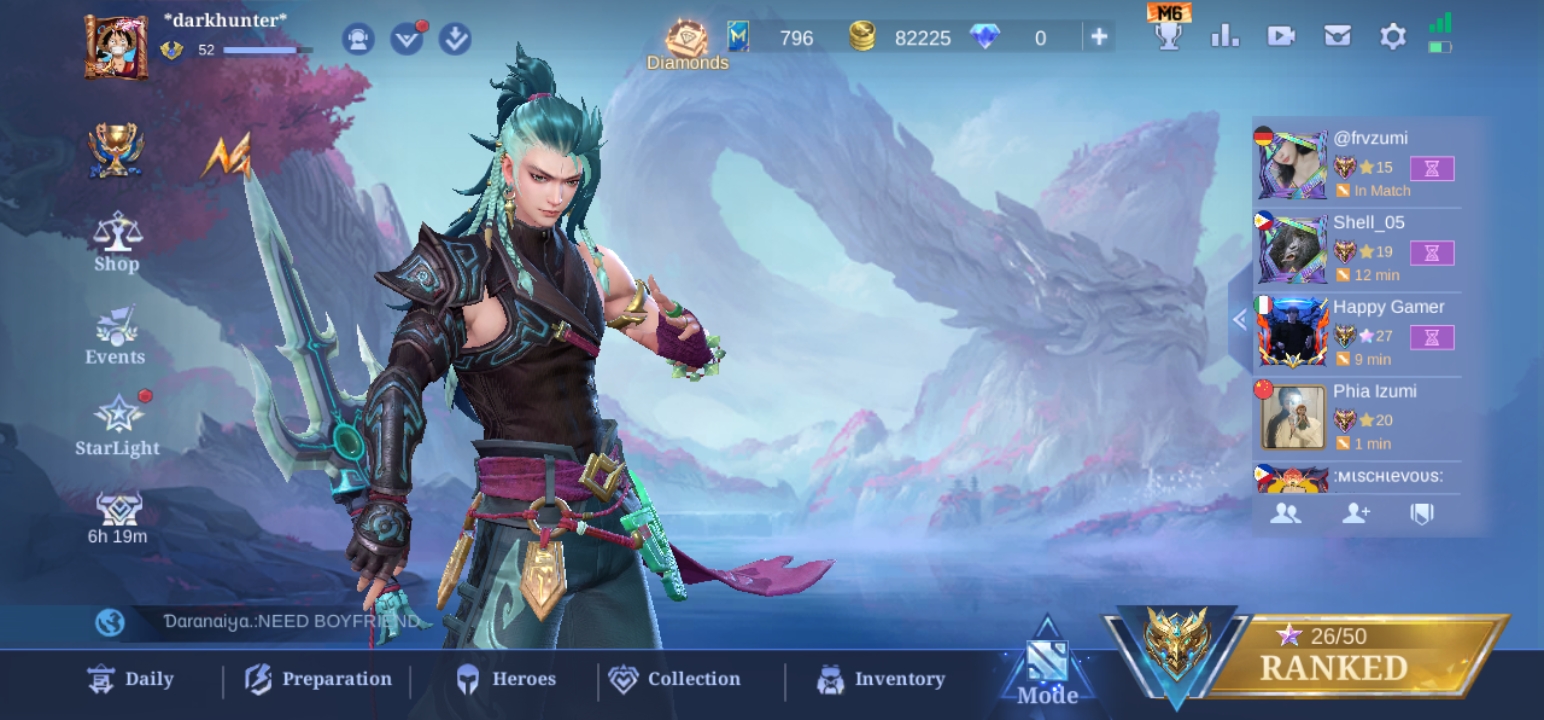 *darkhunter*
52
Diamonds
796
82225
0
M6
Shop
Events
StarLight
6h 19m
@frvzumi
15
In Match
Shell_05
19
12 min
Happy Gamer
27
9 min
Phia Izumi
20
1 min
:ᴍιѕcнιevoυѕ:
Ɗaranaiya.:NEED BOYFRIEND
Daily
Preparation
Heroes
Collection
Inventory
Mode
26/50
RANKED